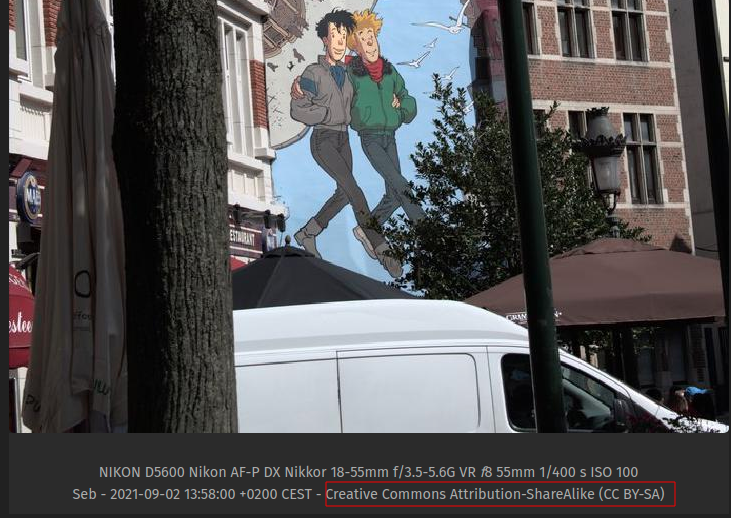 RESTAURANT
NIKON D5600 Nikon AF-P DX Nikkor 18-55mm f/3.5-5.6G VR f8 55mm 1/400 s ISO 100
Seb - 2021-09-02 13:58:00 +0200 CEST - Creative Commons Attribution-ShareAlike (CC BY-SA)